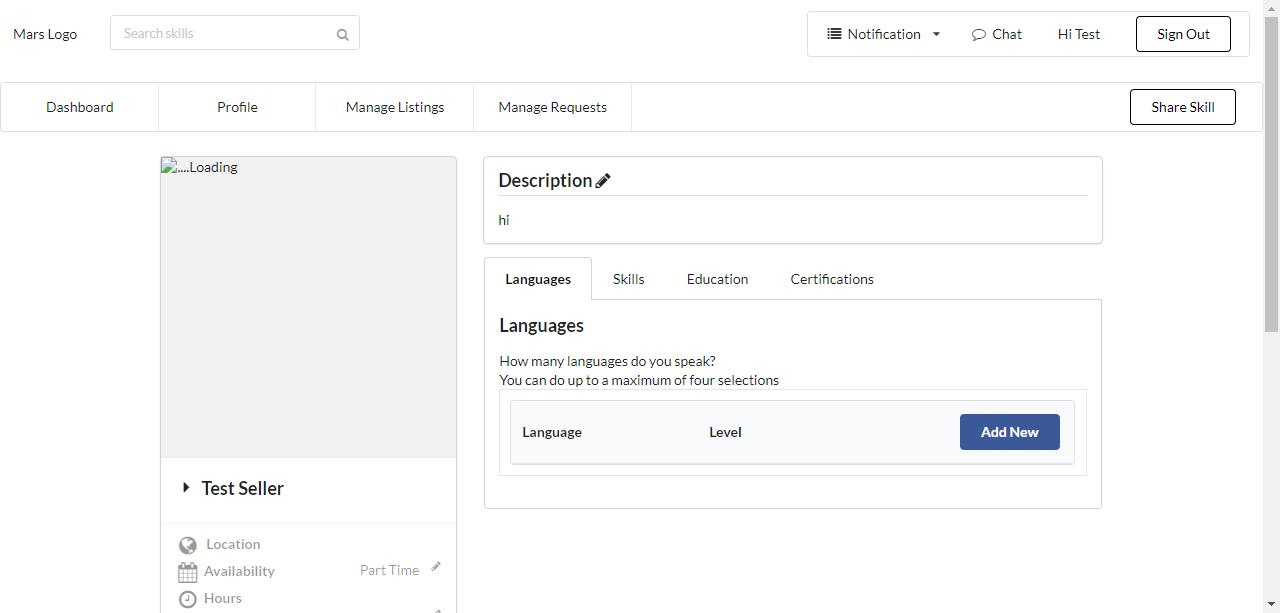 Mars Logo
Search skills
Notification
Chat
Hi Test
Sign Out
Dashboard
Profile
Manage Listings
Manage Requests
Share Skill
....Loading
Test Seller
Location
Availability
Part Time
Hours
Description
hi
Languages
Skills
Education
Certifications
Languages
How many languages do you speak?
You can do up to a maximum of four selections
Language
Level
Add New